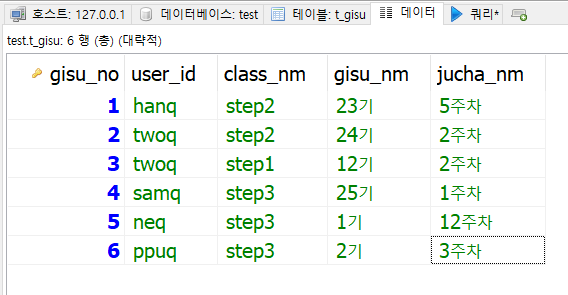 호스트: 127.0.0.1 데이터베이스: test 테이블: t_gisu 데이터 쿼리*
test.t_gisu: 6 행 (총) (대략적)
gisu_no user_id class_nm gisu_nm jucha_nm
1 hanq step2 23기 5주차
2 twoq step2 24기 2주차
3 twoq step1 12기 2주차
4 samq step3 25기 1주차
5 neq step3 1기 12주차
6 ppuq step3 2기 3주차